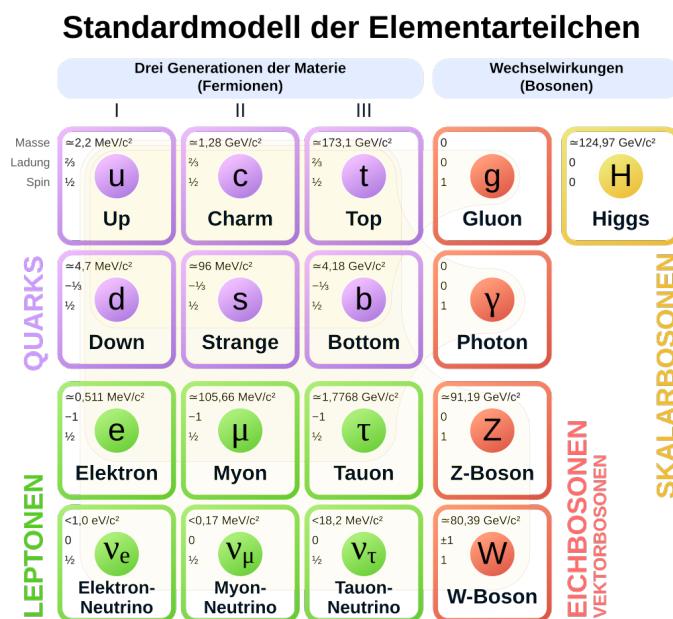 Standardmodell der Elementarteilchen
Drei Generationen der Materie
(Fermionen)
Wechselwirkungen
(Bosonen)
I
II
III
Masse
Ladung
Spin
≃2,2 MeV/c²
⅔
½
u
Up
≃1,28 GeV/c²
⅔
½
c
Charm
≃173,1 GeV/c²
⅔
½
t
Top
0
0
1
g
Gluon
≃124,97 GeV/c²
0
0
H
Higgs
QUARKS
≃4,7 MeV/c²
−⅓
½
d
Down
≃96 MeV/c²
−⅓
½
s
Strange
≃4,18 GeV/c²
−⅓
½
b
Bottom
0
0
1
γ
Photon
SKALARBOSONEN
LEPTONEN
≃0,511 MeV/c²
−1
½
e
Elektron
≃105,66 MeV/c²
−1
½
μ
Myon
≃1,7768 GeV/c²
−1
½
τ
Tauon
≃91,19 GeV/c²
0
1
Z
Z-Boson
EICHBOSONEN
VEKTORBOSONEN
<1,0 eV/c²
0
½
νe
Elektron-
Neutrino
<0,17 MeV/c²
0
½
νμ
Myon-
Neutrino
<18,2 MeV/c²
0
½
ντ
Tauon-
Neutrino
≃80,39 GeV/c²
±1
1
W
W-Boson